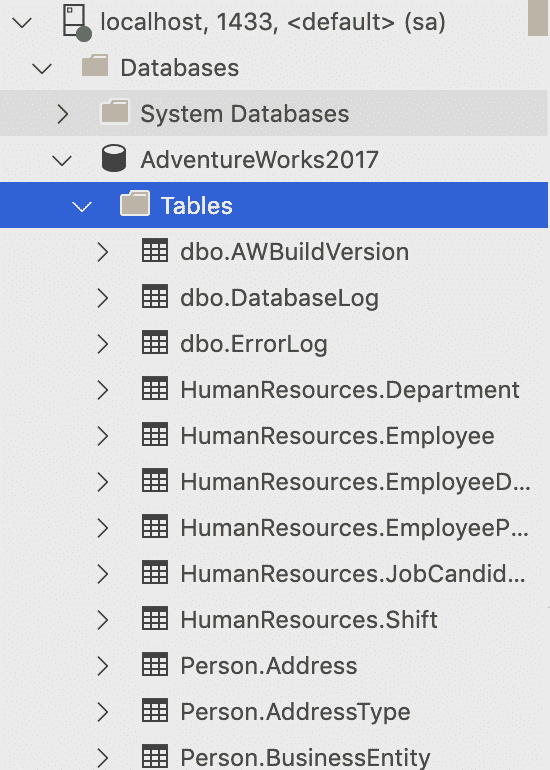 localhost, 1433, <default> (sa)
Databases
System Databases
AdventureWorks2017
Tables
dbo.AWBuildVersion
dbo.DatabaseLog
dbo.ErrorLog
HumanResources.Department
HumanResources.Employee
HumanResources.EmployeeD...
HumanResources.EmployeeP...
HumanResources.JobCandid...
HumanResources.Shift
Person.Address
Person.AddressType
Person.BusinessEntity